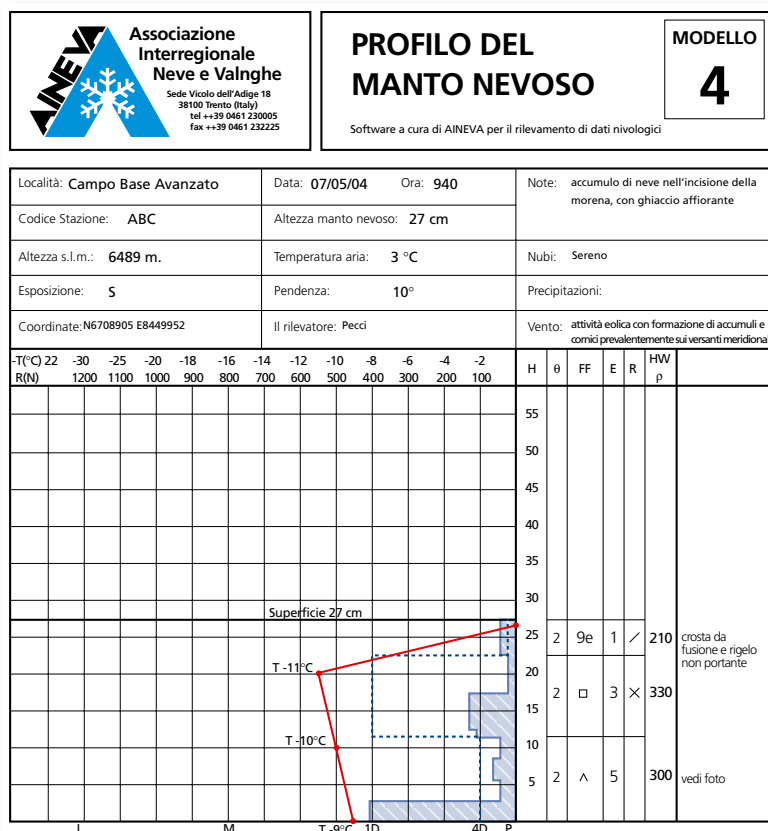 AINEVA
Associazione
Interregionale
Neve e Valnghe
Sede Vicolo dell'Adige 18
38100 Trento (Italy)
tel ++39 0461 230005
fax ++39 0461 232225
PROFILO DEL
MANTO NEVOSO
Software a cura di AINEVA per il rilevamento di dati nivologici
MODELLO
4
Località: Campo Base Avanzato
Data: 07/05/04 Ora: 940
Note: accumulo di neve nell'incisione della
morena, con ghiaccio affiorante
Codice Stazione: ABC
Altezza manto nevoso: 27 cm
Altezza s.l.m.: 6489 m.
Temperatura aria: 3 °C
Nubi: Sereno
Esposizione: S
Pendenza: 10°
Precipitazioni:
Coordinate: N6708905 E8449952
Il rilevatore: Pecci
Vento: attività eolica con formazione di accumuli e
cornici prevalentemente sui versanti meridional
-T(°C) 22 -30 -25 -20 -18 -16 -14 -12 -10 -8 -6 -4 -2
R(N) 1200 1100 1000 900 800 700 600 500 400 300 200 100
H θ FF E R HW
ρ
55
50
45
40
35
30
Superficie 27 cm
25 2 9e 1 / 210 crosta da
fusione e rigelo
non portante
T -11°C 20
2 □ 3 × 330
15
T -10°C 10
5 2 ^ 5 300 vedi foto
I M T -9°C 1D 4D P